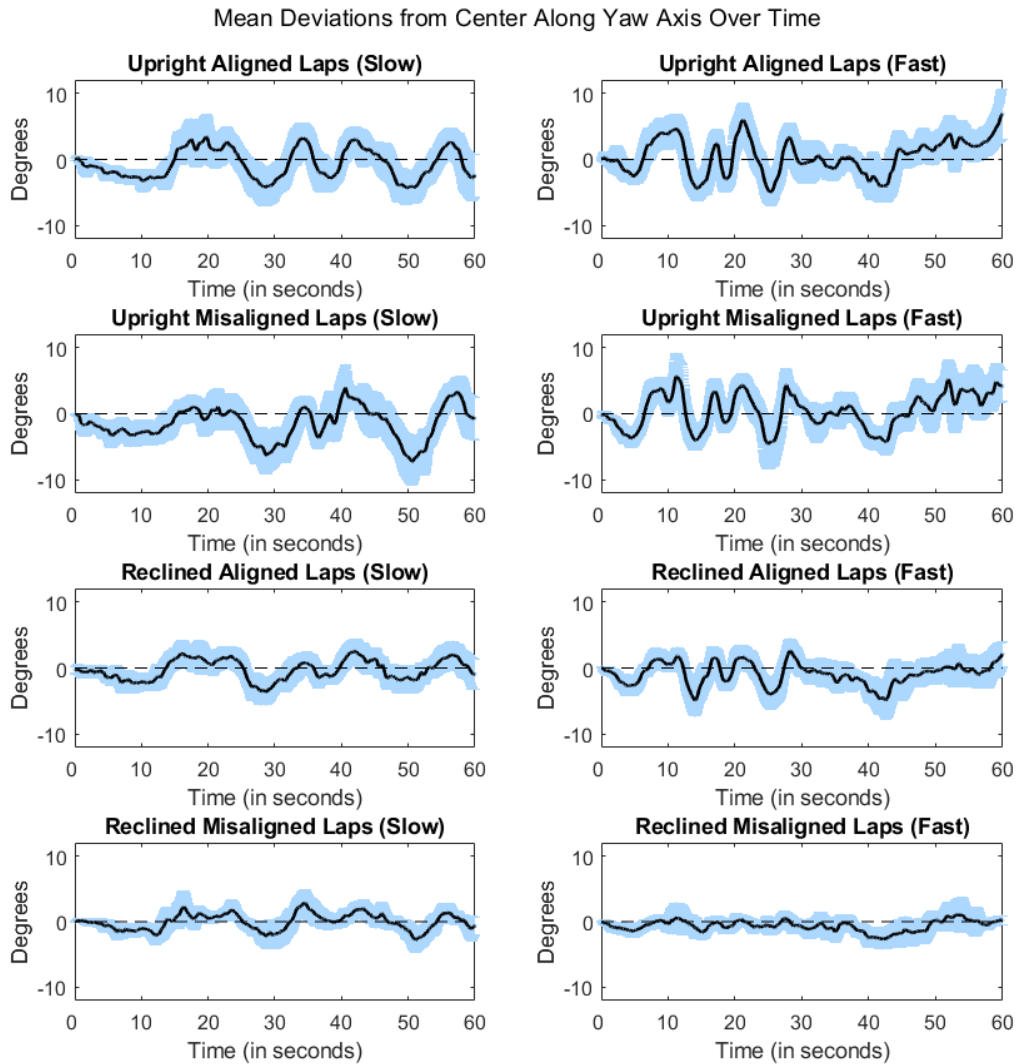 Mean Deviations from Center Along Yaw Axis Over Time
Upright Aligned Laps (Slow)
10
0
-10
Degrees
0 10 20 30 40 50 60
Time (in seconds)
Upright Aligned Laps (Fast)
10
0
-10
Degrees
0 10 20 30 40 50 60
Time (in seconds)
Upright Misaligned Laps (Slow)
10
0
-10
Degrees
0 10 20 30 40 50 60
Time (in seconds)
Upright Misaligned Laps (Fast)
10
0
-10
Degrees
0 10 20 30 40 50 60
Time (in seconds)
Reclined Aligned Laps (Slow)
10
0
-10
Degrees
0 10 20 30 40 50 60
Time (in seconds)
Reclined Aligned Laps (Fast)
10
0
-10
Degrees
0 10 20 30 40 50 60
Time (in seconds)
Reclined Misaligned Laps (Slow)
10
0
-10
Degrees
0 10 20 30 40 50 60
Time (in seconds)
Reclined Misaligned Laps (Fast)
10
0
-10
Degrees
0 10 20 30 40 50 60
Time (in seconds)